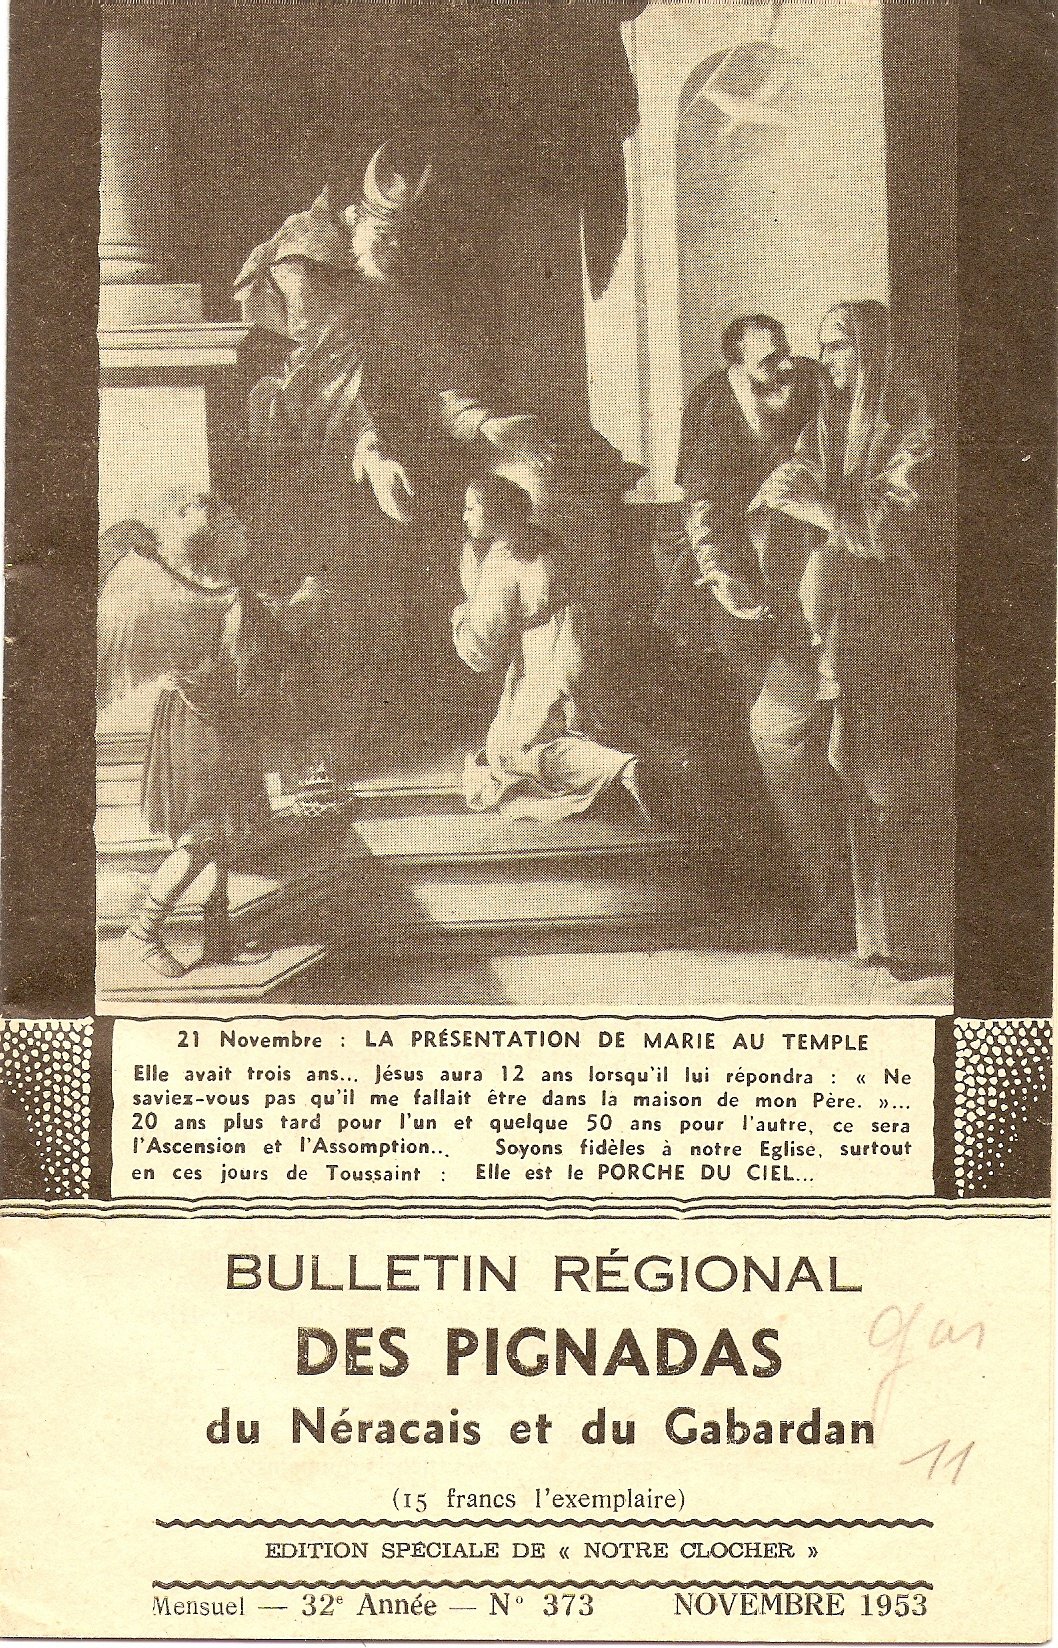 21 Novembre : LA PRÉSENTATION DE MARIE AU TEMPLE
Elle avait trois ans... Jésus aura 12 ans lorsqu'il lui répondra : « Ne
saviez-vous pas qu'il me fallait être dans la maison de mon Père. »...
20 ans plus tard pour l'un et quelque 50 ans pour l'autre, ce sera
l'Ascension et l'Assomption... Soyons fidèles à notre Eglise, surtout
en ces jours de Toussaint : Elle est le PORCHE DU CIEL...
BULLETIN RÉGIONAL
DES PIGNADAS
du Néracais et du Gabardan
11
(15 francs l'exemplaire)
EDITION SPÉCIALE DE « NOTRE CLOCHER »
Mensuel — 32e Année — No 373 NOVEMBRE 1953